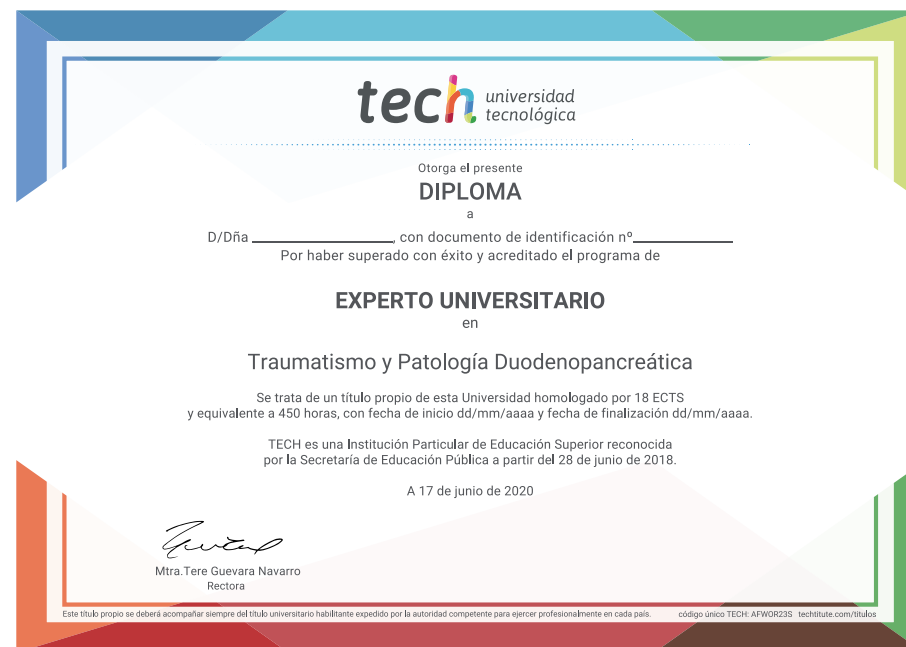 tech universidad
tecnológica
Otorga el presente
DIPLOMA
a
D/Dña ____________________, con documento de identificación nº______________
Por haber superado con éxito y acreditado el programa de
EXPERTO UNIVERSITARIO
en
Traumatismo y Patología Duodenopancreática
Se trata de un título propio de esta Universidad homologado por 18 ECTS
y equivalente a 450 horas, con fecha de inicio dd/mm/aaaa y fecha de finalización dd/mm/aaaa.
TECH es una Institución Particular de Educación Superior reconocida
por la Secretaría de Educación Pública a partir del 28 de junio de 2018.
A 17 de junio de 2020
Mtra.Tere Guevara Navarro
Rectora
Este título propio se deberá acompañar siempre del título universitario habilitante expedido por la autoridad competente para ejercer profesionalmente en cada país. código único TECH: AFWOR23S techtitute.com/titulos